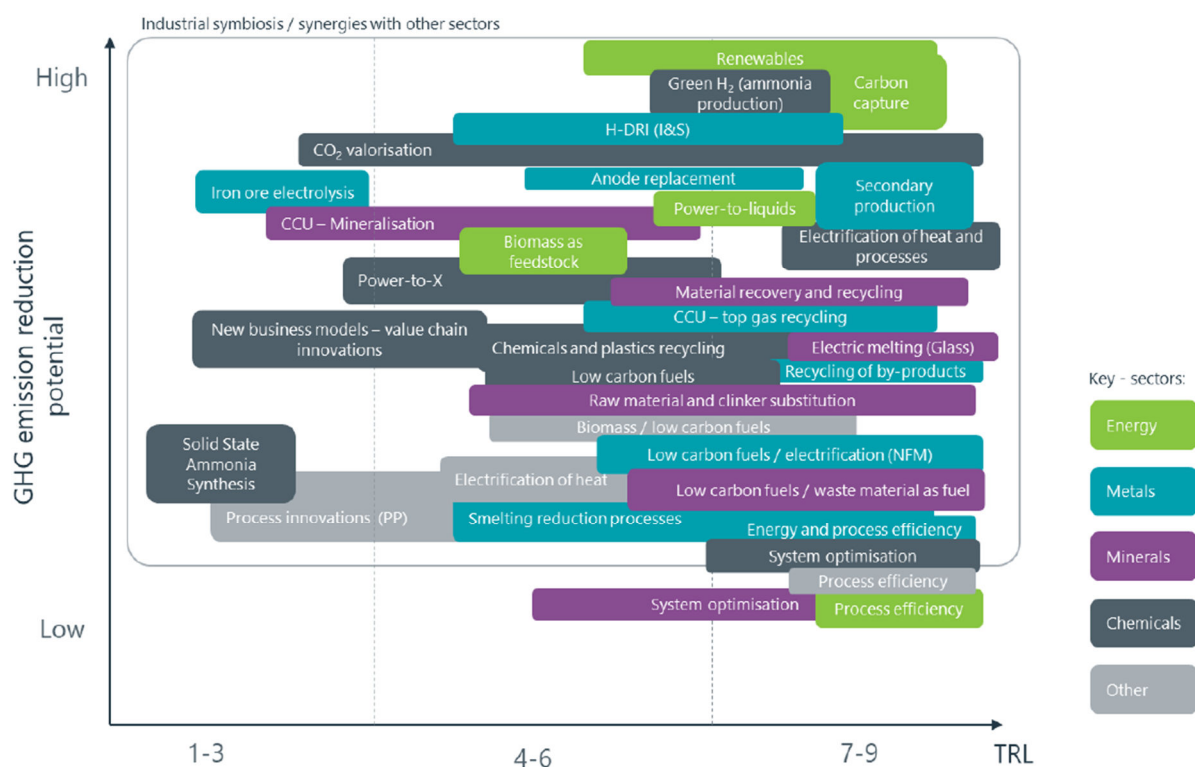 Industrial symbiosis / synergies with other sectors
High
Renewables
Green H₂ (ammonia
production)
Carbon
capture
H-DRI (I&S)
CO₂ valorisation
Anode replacement
Iron ore electrolysis
Secondary
production
Power-to-liquids
CCU – Mineralisation
Electrification of heat and
processes
Biomass as
feedstock
Power-to-X
Material recovery and recycling
CCU – top gas recycling
New business models – value chain
innovations
Chemicals and plastics recycling
Electric melting (Glass)
Low carbon fuels
Recycling of by-products
Raw material and clinker substitution
Biomass / low carbon fuels
Solid State
Ammonia
Synthesis
Low carbon fuels / electrification (NFM)
Electrification of heat
Low carbon fuels / waste material as fuel
Process innovations (PP)
Smelting reduction processes
Energy and process efficiency
System optimisation
Process efficiency
System optimisation
Process efficiency
Low
GHG emission reduction
potential
1-3
4-6
7-9
TRL
Key - sectors:
Energy
Metals
Minerals
Chemicals
Other